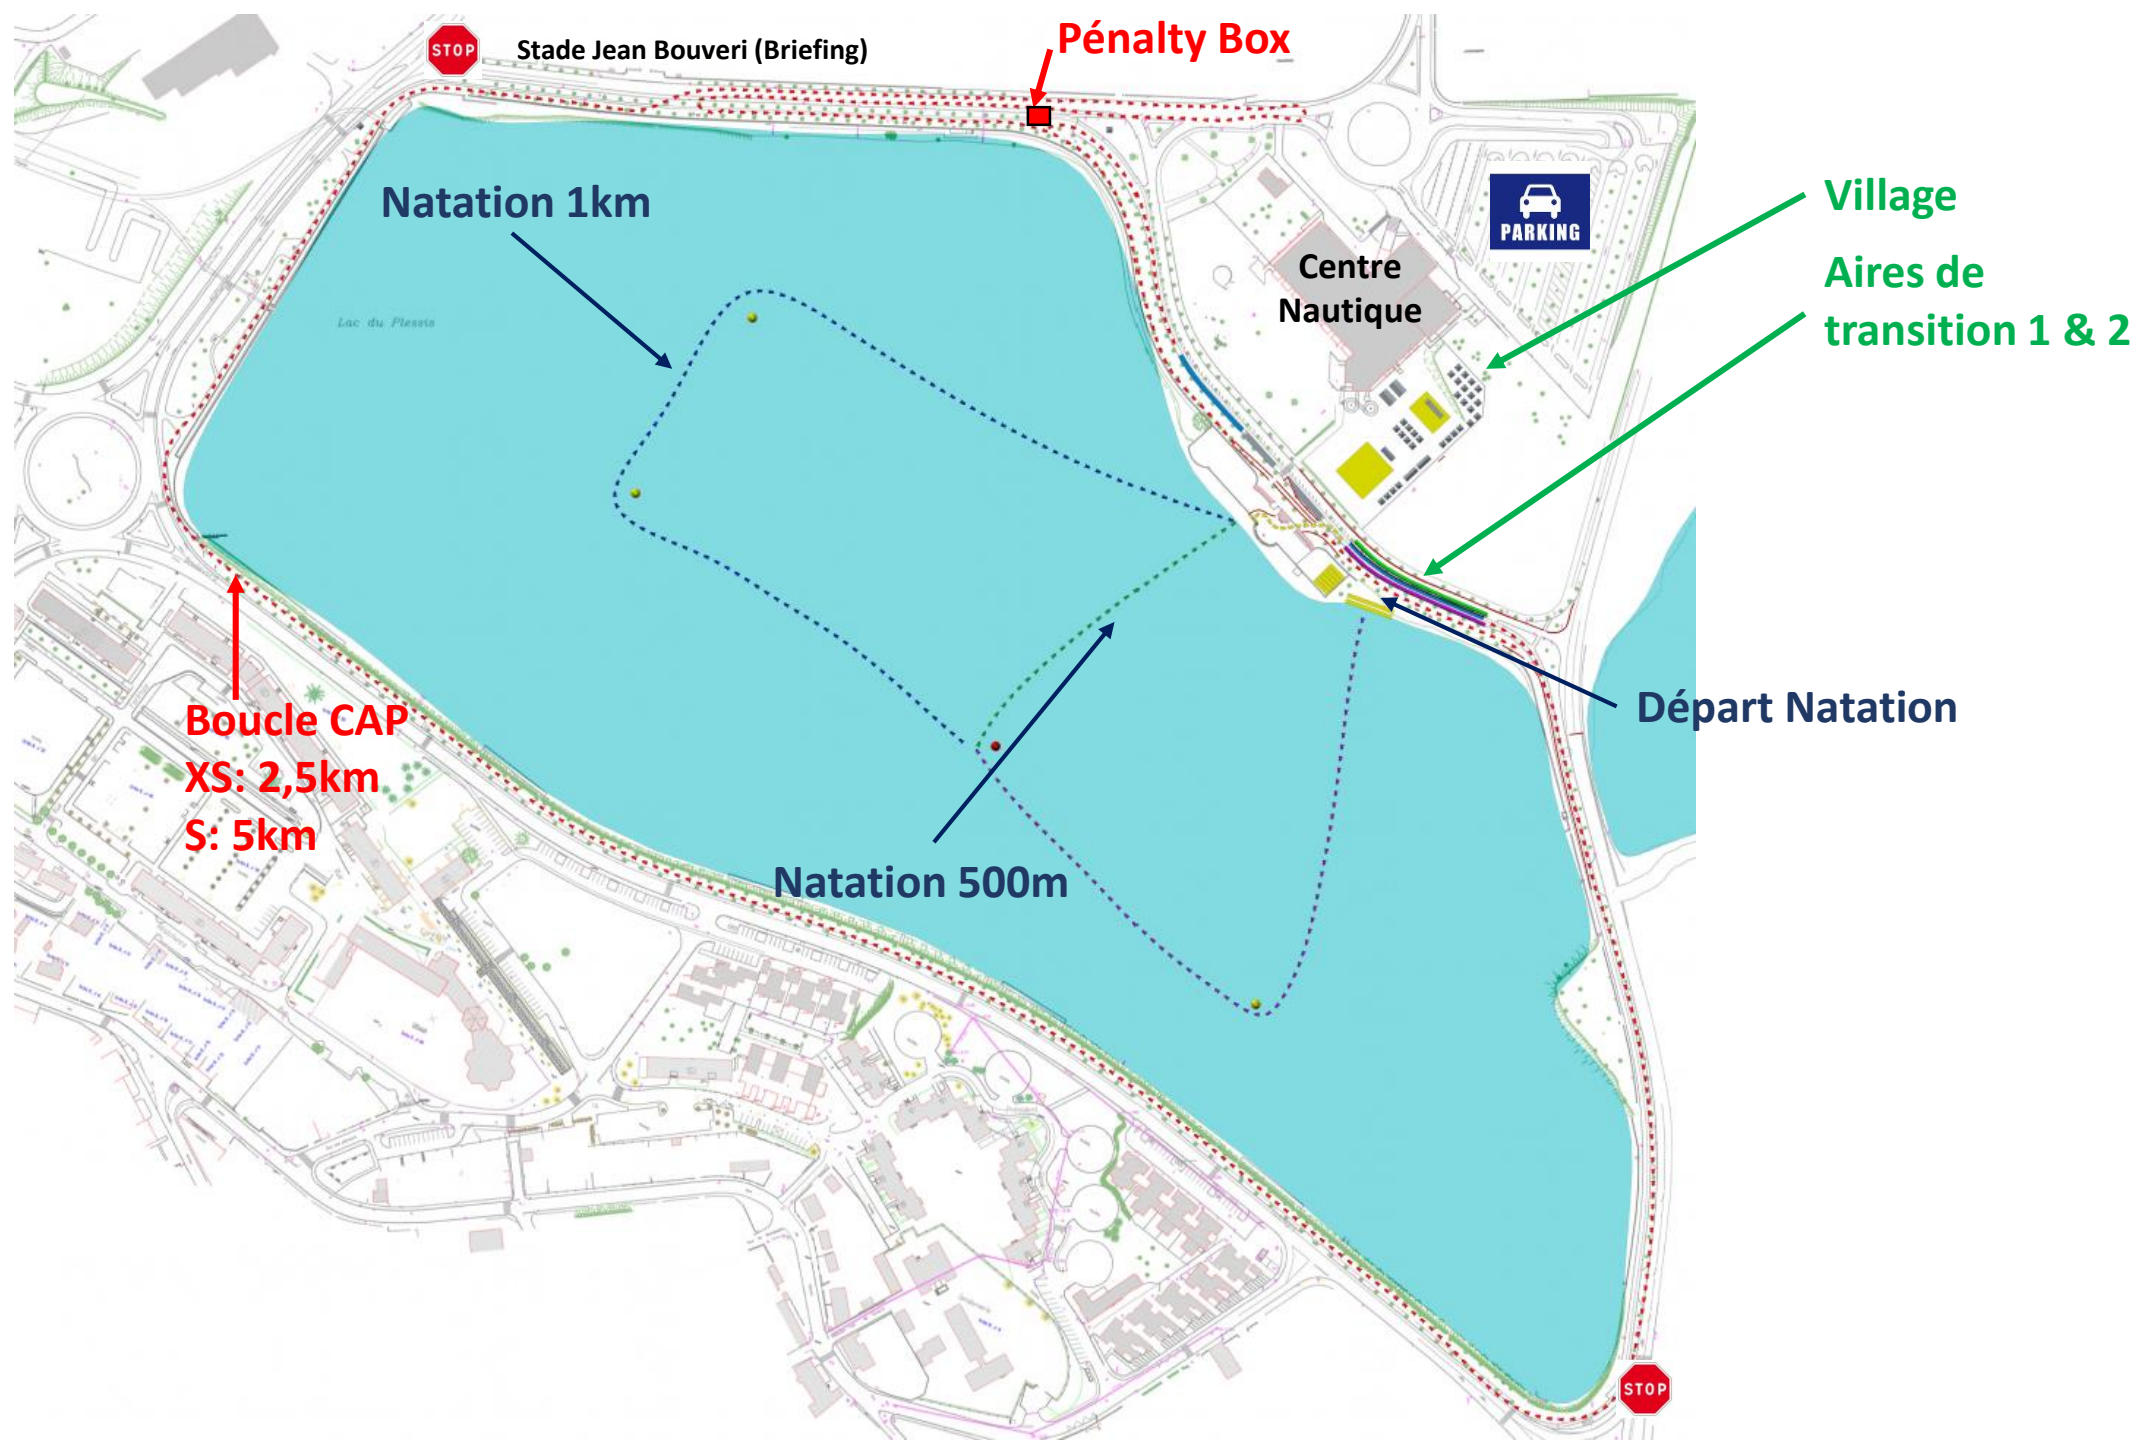 STOP
Stade Jean Bouveri (Briefing)
Pénalty Box
Natation 1km
PARKING
Village
Centre
Nautique
Aires de
transition 1 & 2
Lac du Plessis
Départ Natation
Boucle CAP
XS: 2,5km
S: 5km
Natation 500m
STOP